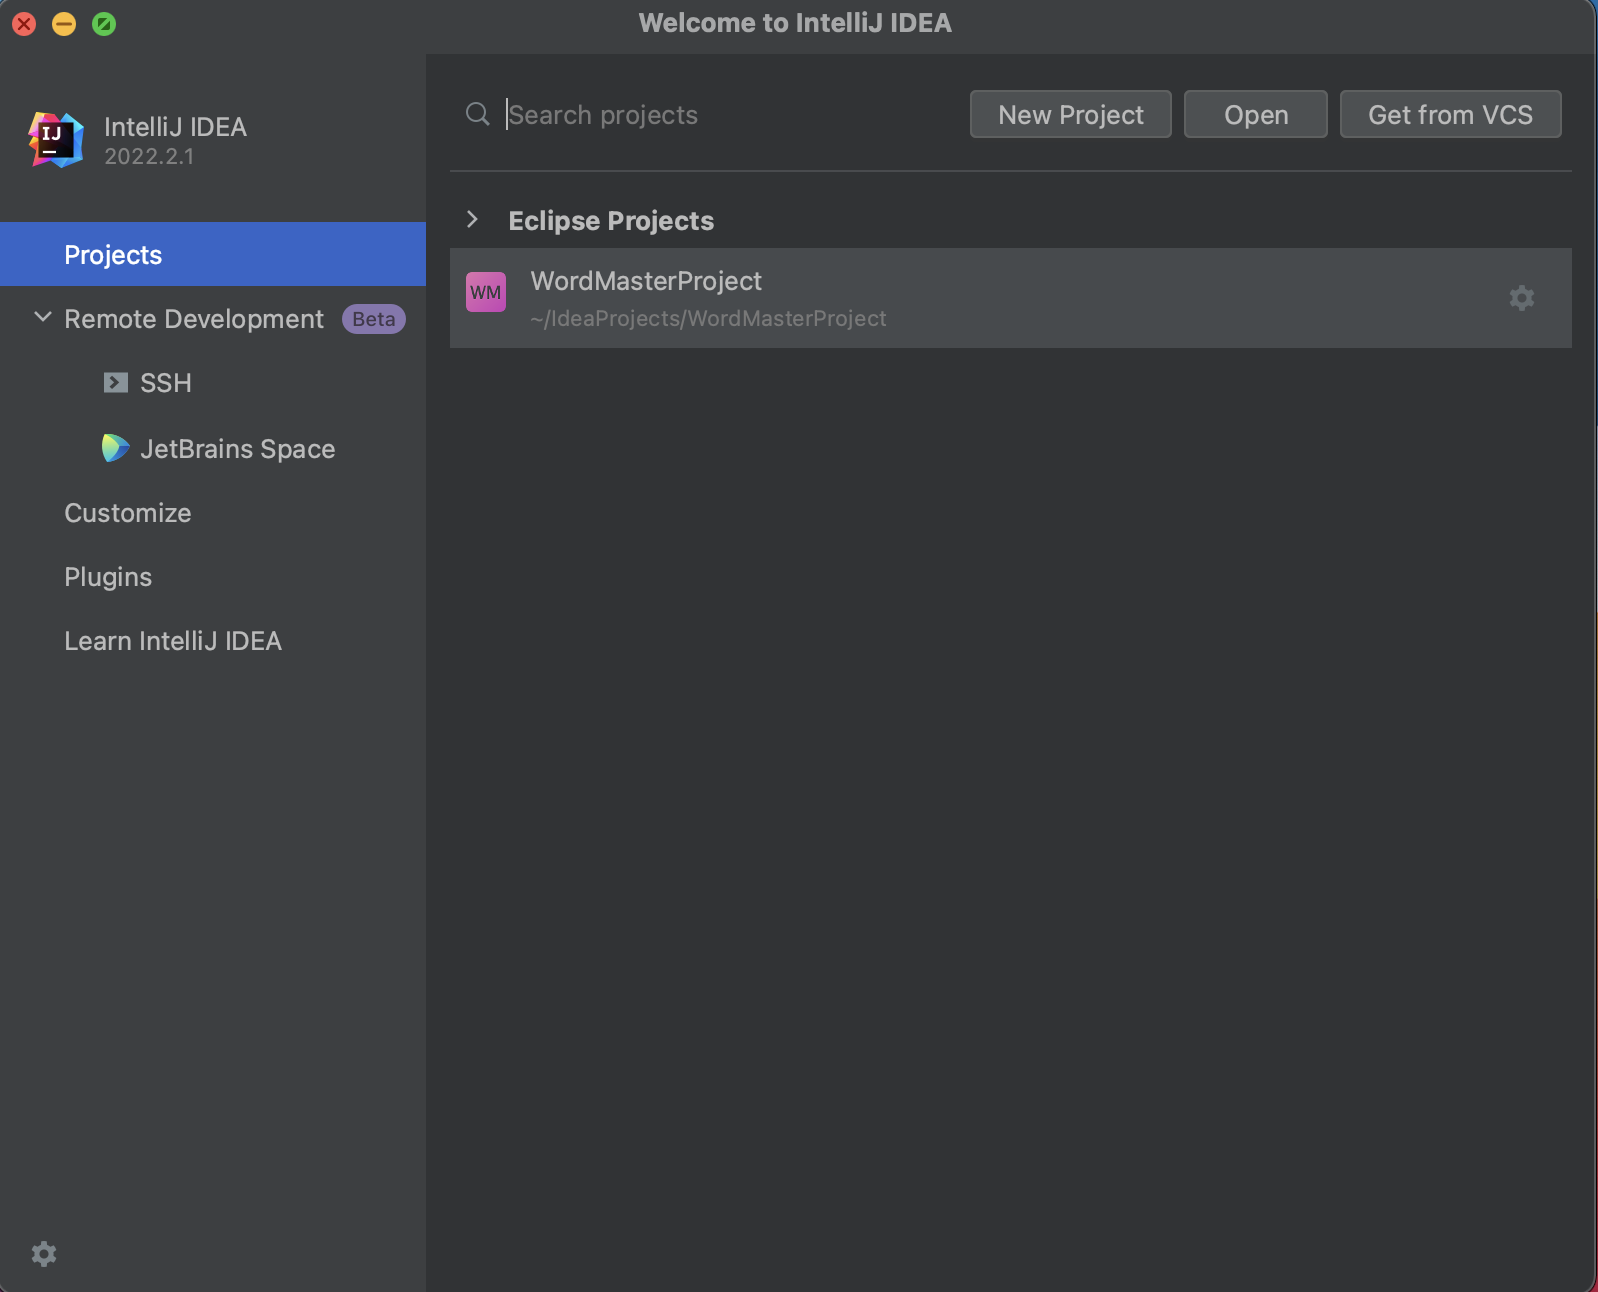 Welcome to IntelliJ IDEA
IJ
IntelliJ IDEA
2022.2.1
Projects
Remote Development Beta
SSH
JetBrains Space
Customize
Plugins
Learn IntelliJ IDEA
Search projects
New Project
Open
Get from VCS
Eclipse Projects
WM
WordMasterProject
~/IdeaProjects/WordMasterProject